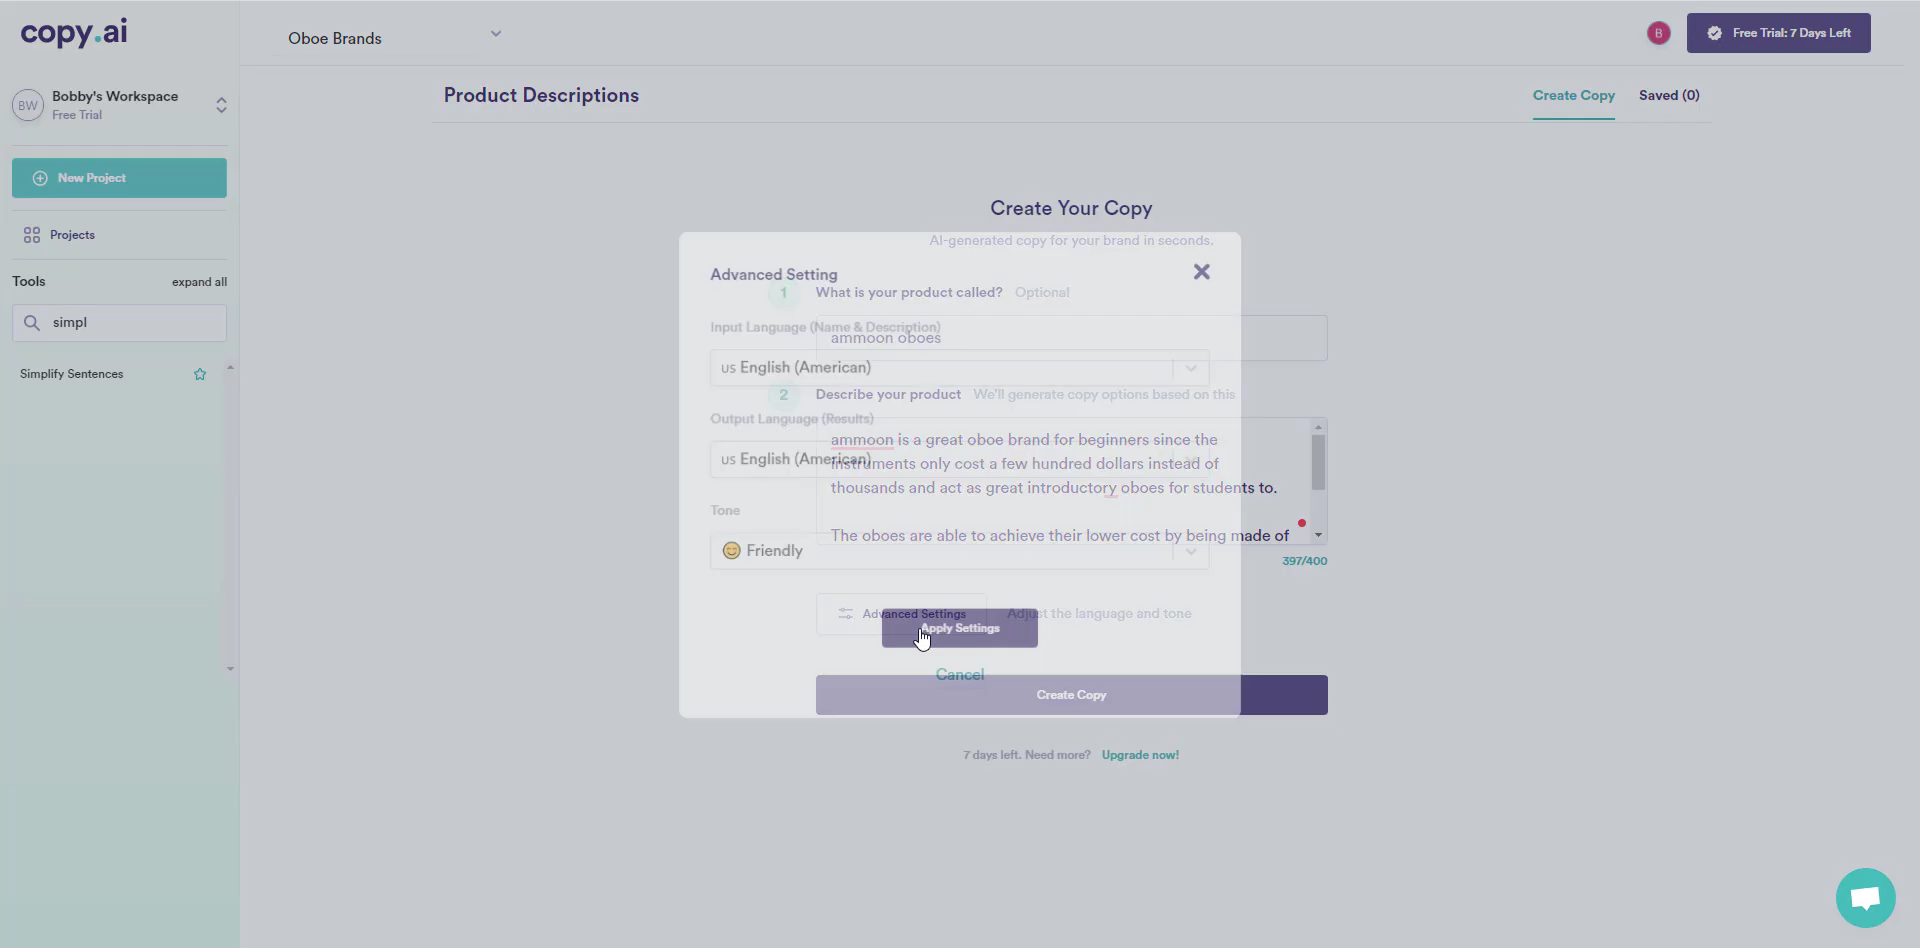 copy.ai
Oboe Brands
B
Free Trial: 7 Days Left
BW
Bobby's Workspace
Free Trial
New Project
Projects
Tools
expand all
simpl
Simplify Sentences
Product Descriptions
Create Copy
Saved (0)
Create Your Copy
AI-generated copy for your brand in seconds.
Advanced Setting
1
What is your product called?
Optional
Input Language (Name & Description)
ammoon oboes
us English (American)
2
Describe your product
We'll generate copy options based on this
Output Language (Results)
ammoon is a great oboe brand for beginners since the
us English (American)
instruments only cost a few hundred dollars instead of
thousands and act as great introductory oboes for students to.
Tone
The oboes are able to achieve their lower cost by being made of
Friendly
397/400
Advanced Settings
Adjust the language and tone
Apply Settings
Cancel
Create Copy
7 days left. Need more?
Upgrade now!